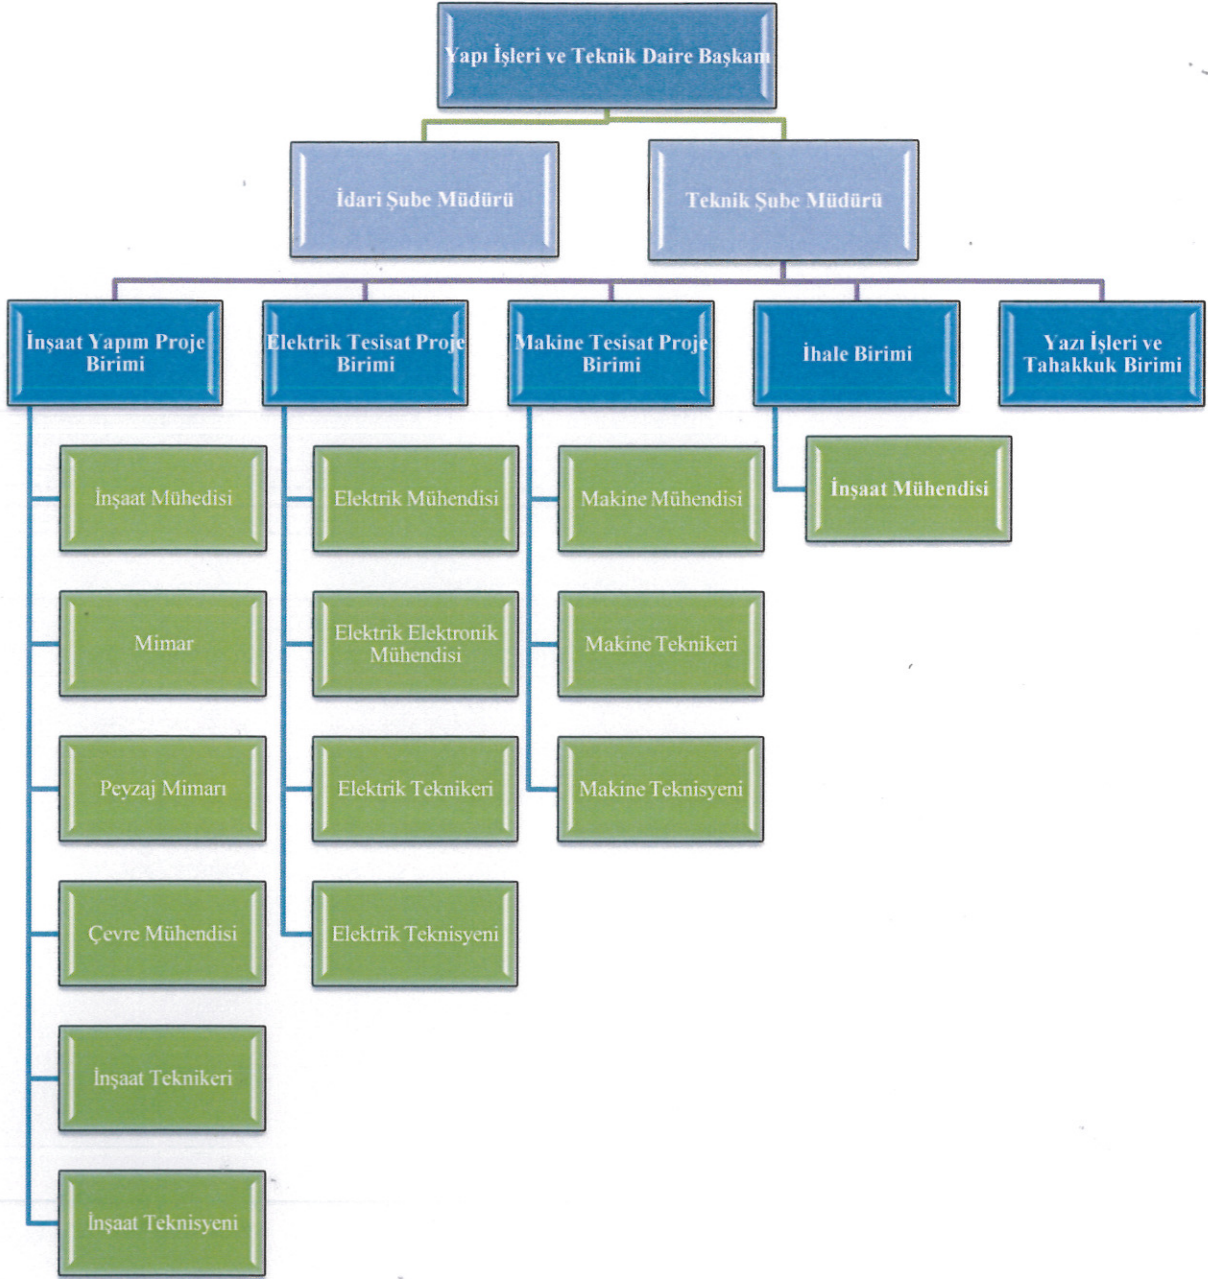 Yapı İşleri ve Teknik Daire Başkanı
İdari Şube Müdürü
Teknik Şube Müdürü
İnşaat Yapım Proje
Birimi
Elektrik Tesisat Proje
Birimi
Makine Tesisat Proje
Birimi
İhale Birimi
Yazı İşleri ve
Tahakkuk Birimi
İnşaat Mühedisi
Mimar
Peyzaj Mimarı
Çevre Mühendisi
İnşaat Teknikeri
İnşaat Teknisyeni
Elektrik Mühendisi
Elektrik Elektronik
Mühendisi
Elektrik Teknikeri
Elektrik Teknisyeni
Makine Mühendisi
Makine Teknikeri
Makine Teknisyeni
İnşaat Mühendisi